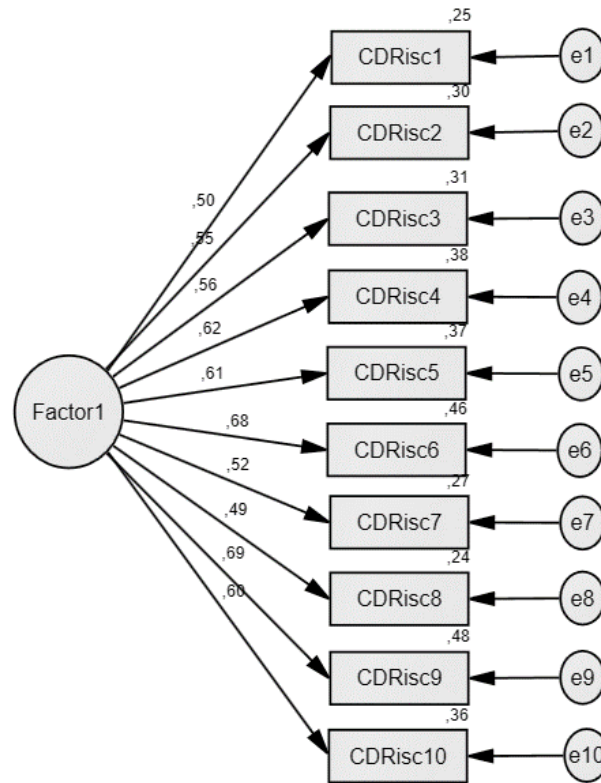 ,25
CDRisc1
e1
,30
CDRisc2
e2
,31
CDRisc3
e3
,38
CDRisc4
e4
,37
CDRisc5
e5
,46
CDRisc6
e6
,27
CDRisc7
e7
,24
CDRisc8
e8
,48
CDRisc9
e9
,36
CDRisc10
e10
,50
,55
,56
,62
,61
,68
,52
,49
,69
,60
Factor1